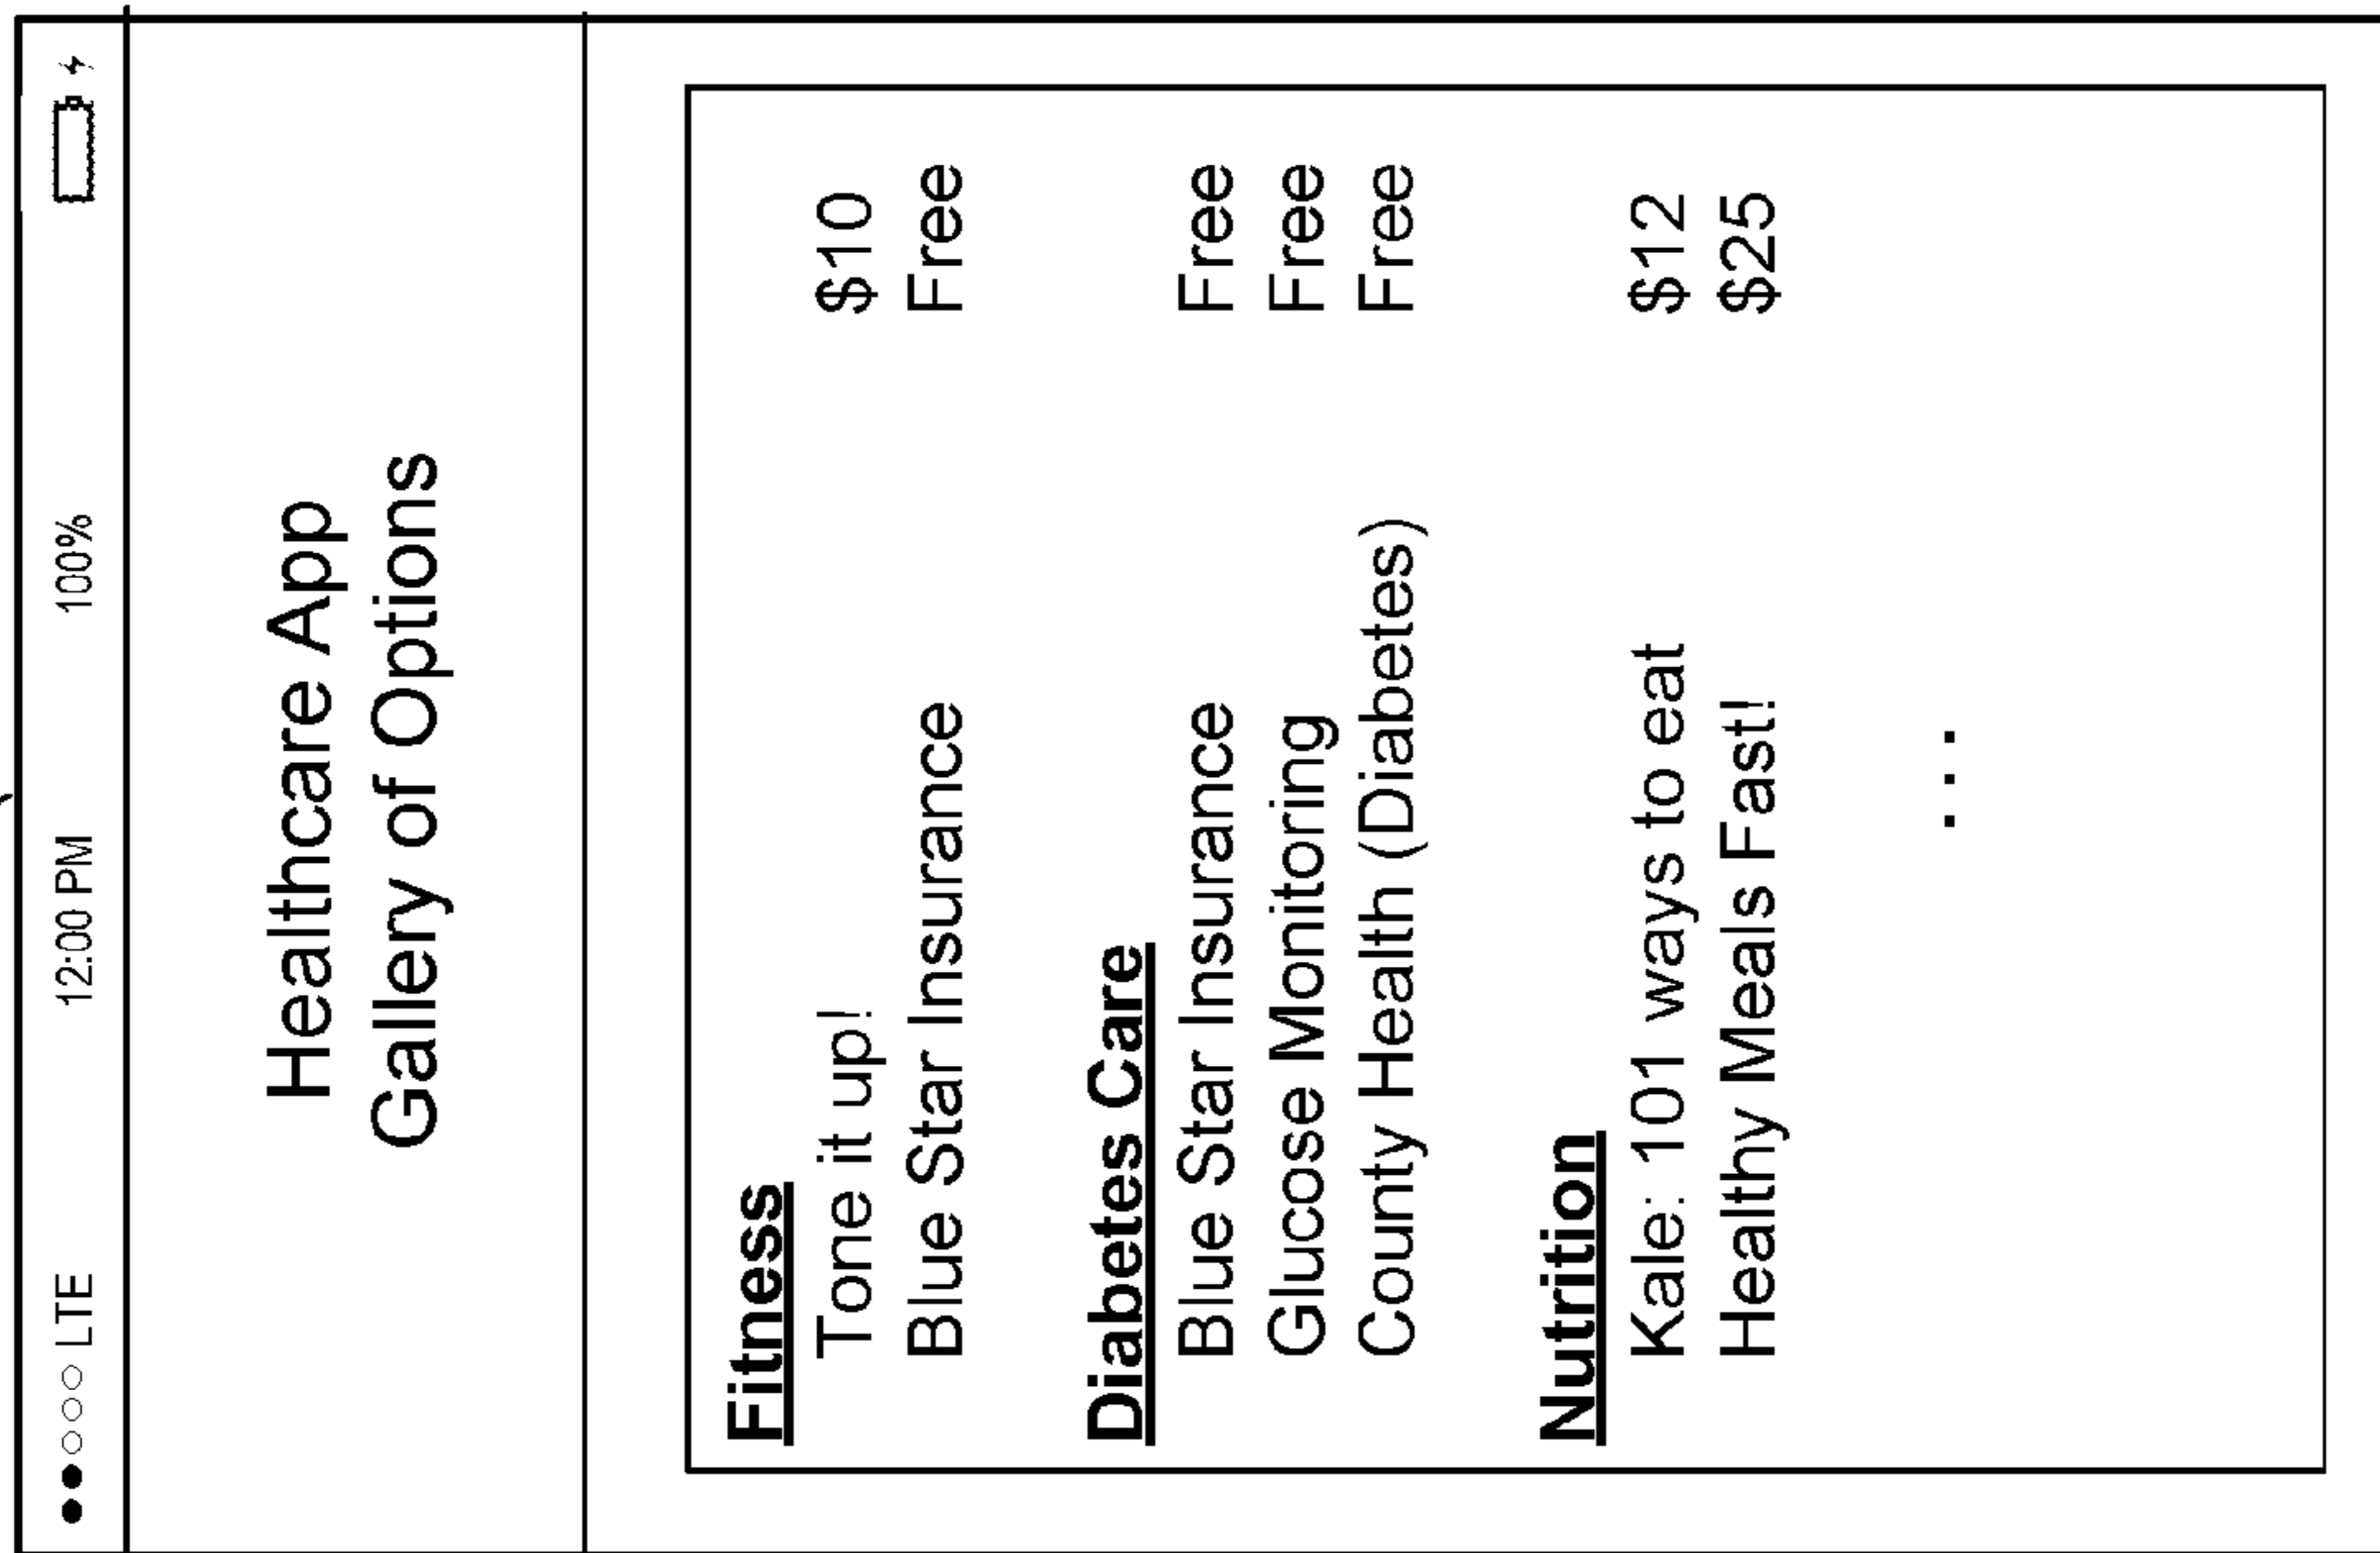 ●●○○○ LTE 12:00 PM 100%
Healthcare App
Gallery of Options
Fitness
Tone it up! $10
Blue Star Insurance Free
Diabetes Care
Blue Star Insurance Free
Glucose Monitoring Free
County Health (Diabetes) Free
Nutrition
Kale: 101 ways to eat $12
Healthy Meals Fast! $25
...